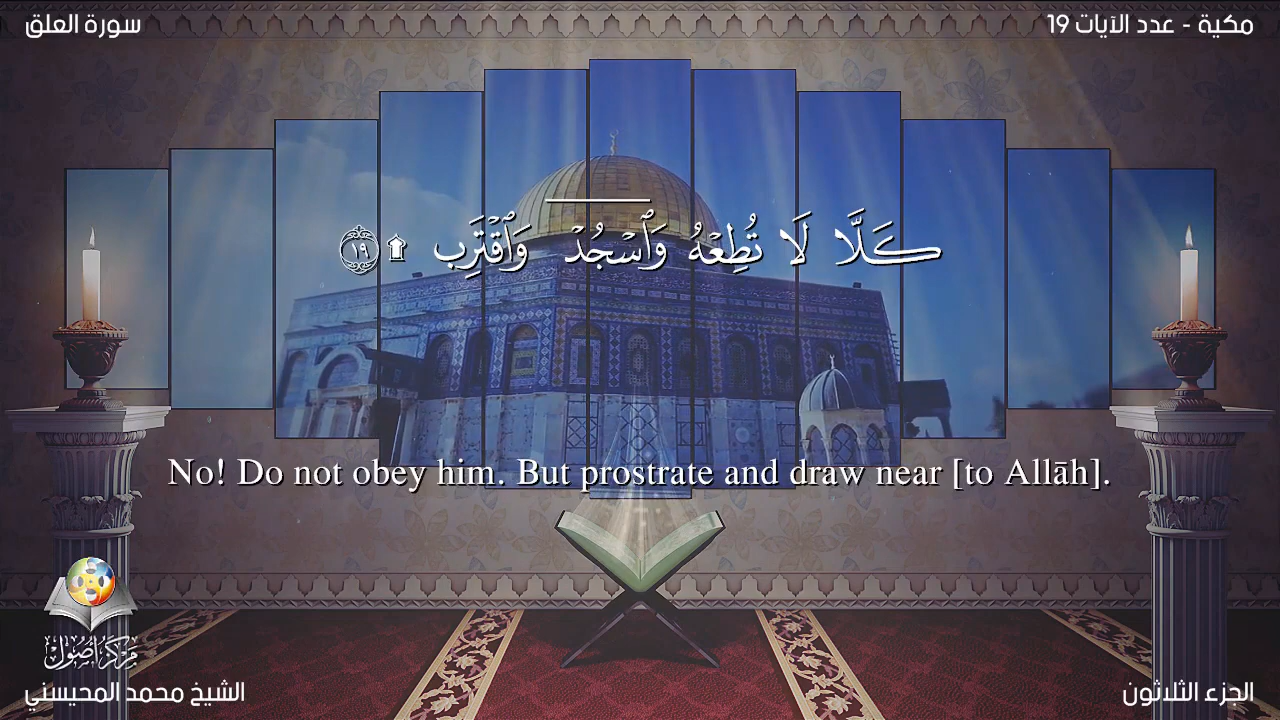 سورة العلق
مكية - عدد الآيات 19
كَلَّا لَا تُطِعْهُ وَٱسْجُدْ وَٱقْتَرِب ۩ ١٩
No! Do not obey him. But prostrate and draw near [to Allāh].
مركز أصول
الشيخ محمد المحيسني
الجزء الثلاثون